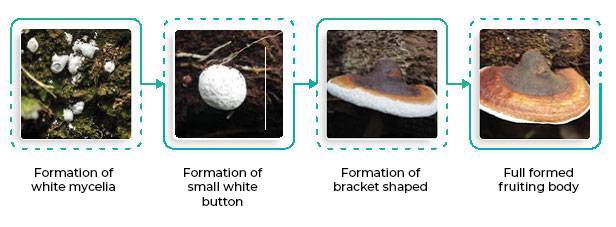 Formation of
white mycelia
Formation of
small white
button
Formation of
bracket shaped
Full formed
fruiting body